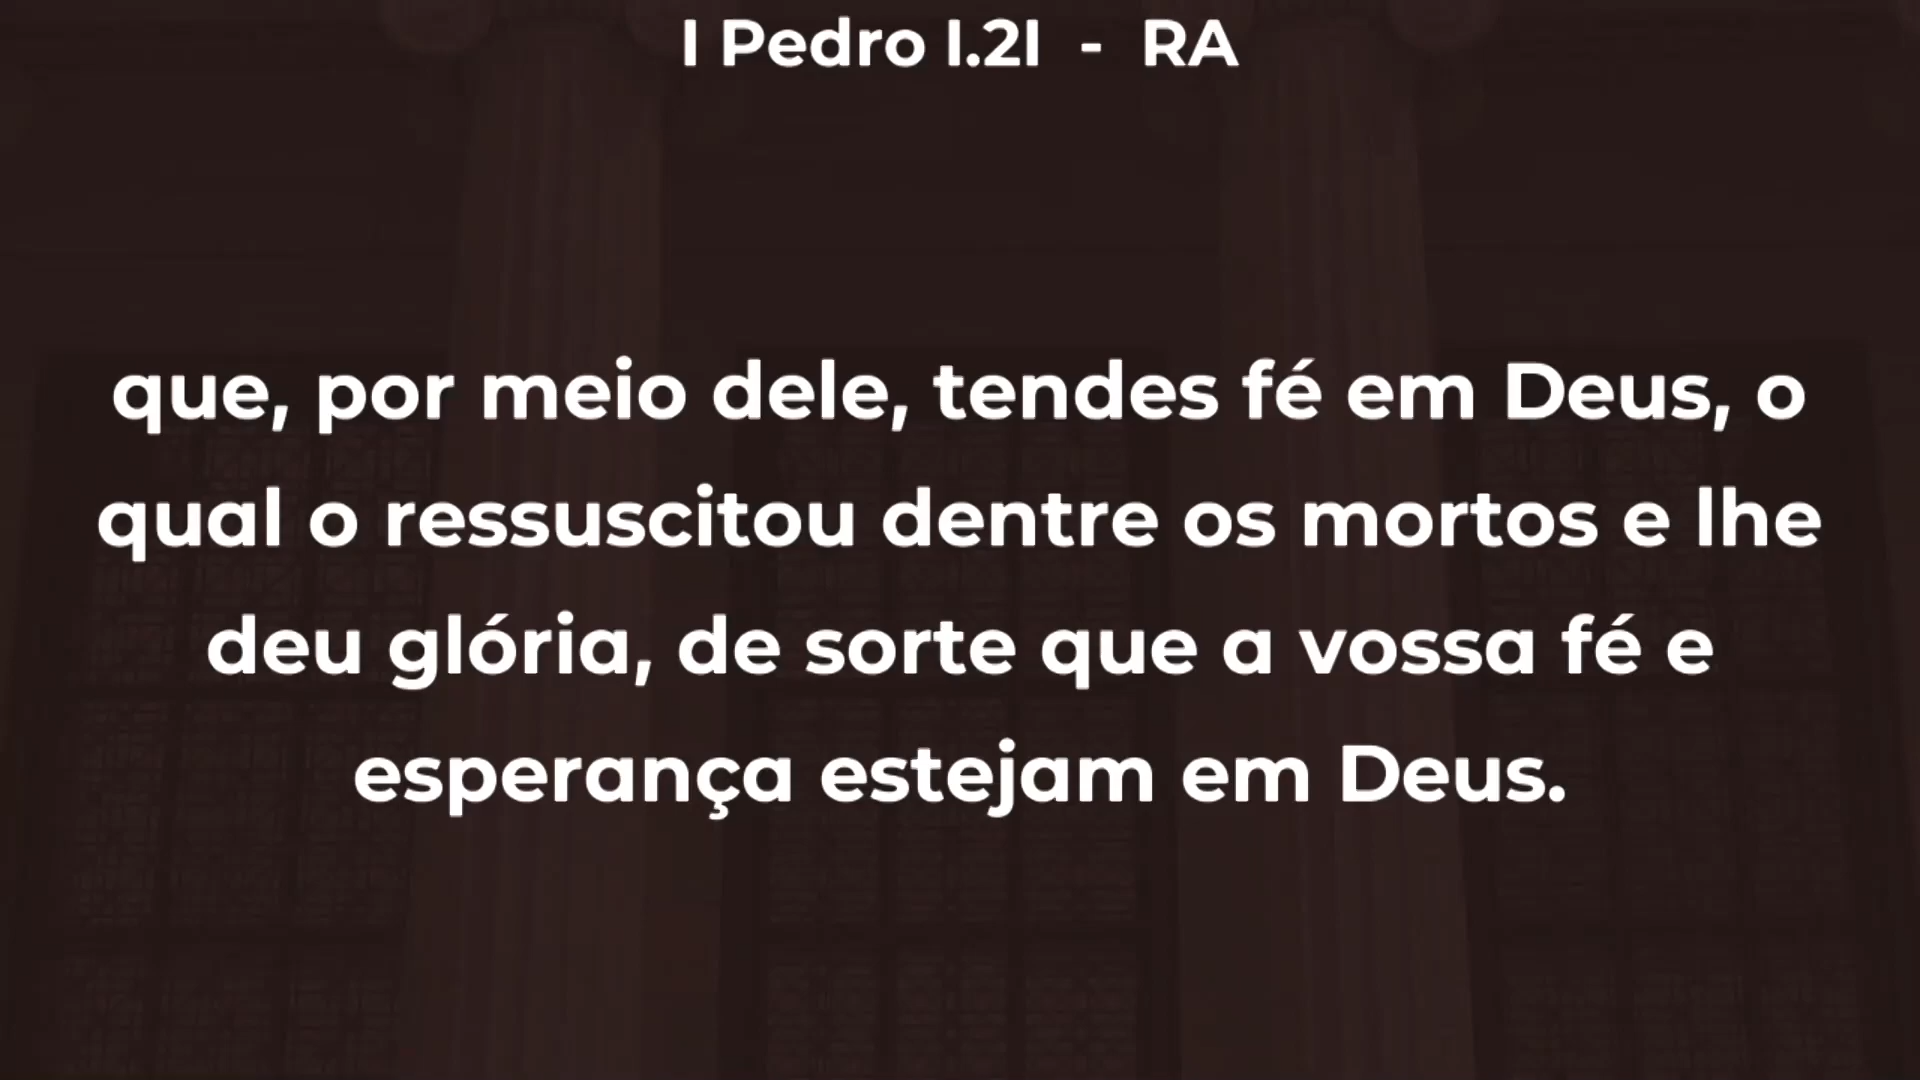 I Pedro I.2I - RA
que, por meio dele, tendes fé em Deus, o
qual o ressuscitou dentre os mortos e lhe
deu glória, de sorte que a vossa fé e
esperança estejam em Deus.